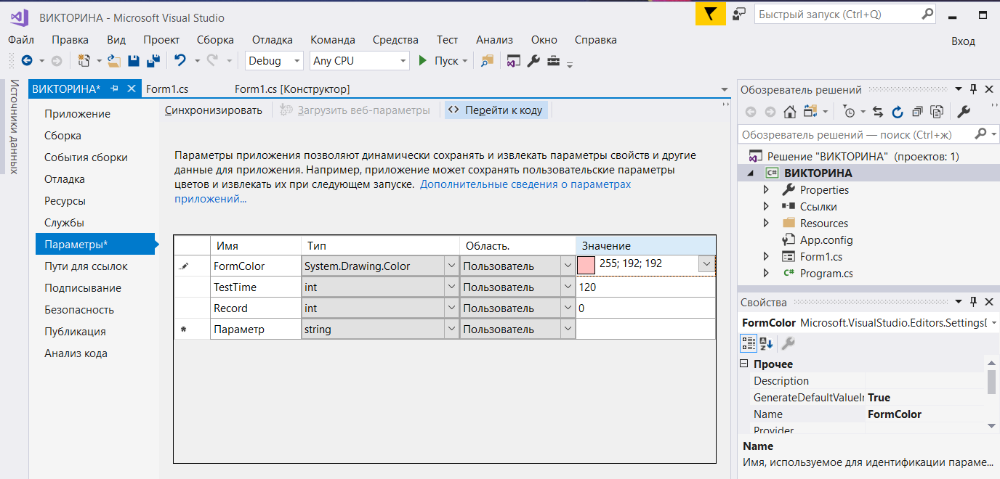 ВИКТОРИНА - Microsoft Visual Studio
Быстрый запуск (Ctrl+Q)
Файл Правка Вид Проект Сборка Отладка Команда Средства Тест Анализ Окно Справка
Вход
Debug Any CPU Пуск
Источники данных
ВИКТОРИНА* Form1.cs Form1.cs [Конструктор]
Приложение
Сборка
События сборки
Отладка
Ресурсы
Службы
Параметры*
Пути для ссылок
Подписывание
Безопасность
Публикация
Анализ кода
Синхронизировать Загрузить веб-параметры <> Перейти к коду
Параметры приложения позволяют динамически сохранять и извлекать параметры свойств и другие
данные для приложения. Например, приложение может сохранять пользовательские параметры
цветов и извлекать их при следующем запуске. Дополнительные сведения о параметрах
приложений...
Имя Тип Область. Значение
FormColor System.Drawing.Color Пользователь 255; 192; 192
TestTime int Пользователь 120
Record int Пользователь 0
* Параметр string Пользователь
Обозреватель решений
Обозреватель решений — поиск (Ctrl+ж)
Решение "ВИКТОРИНА" (проектов: 1)
C# ВИКТОРИНА
Properties
Ссылки
Resources
App.config
Form1.cs
C# Program.cs
Свойства
FormColor Microsoft.VisualStudio.Editors.Settings
Прочее
Description
GenerateDefaultValueI True
Name FormColor
Provider
Name
Имя, используемое для идентификации параме...